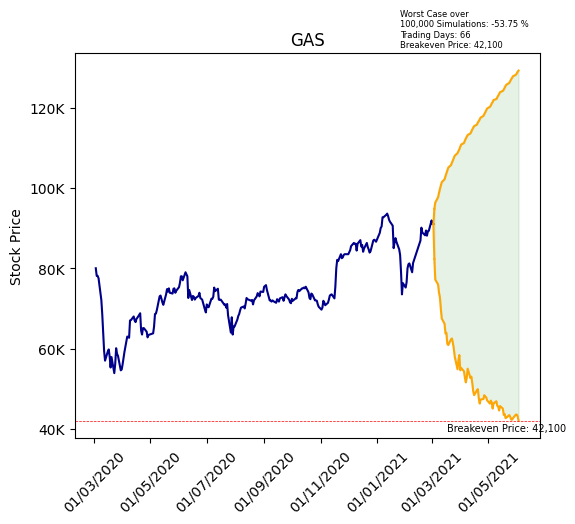 Worst Case over
100,000 Simulations: -53.75 %
Trading Days: 66
Breakeven Price: 42,100
GAS
Stock Price
120K
100K
80K
60K
40K
Breakeven Price: 42,100
01/03/2020
01/05/2020
01/07/2020
01/09/2020
01/11/2020
01/01/2021
01/03/2021
01/05/2021